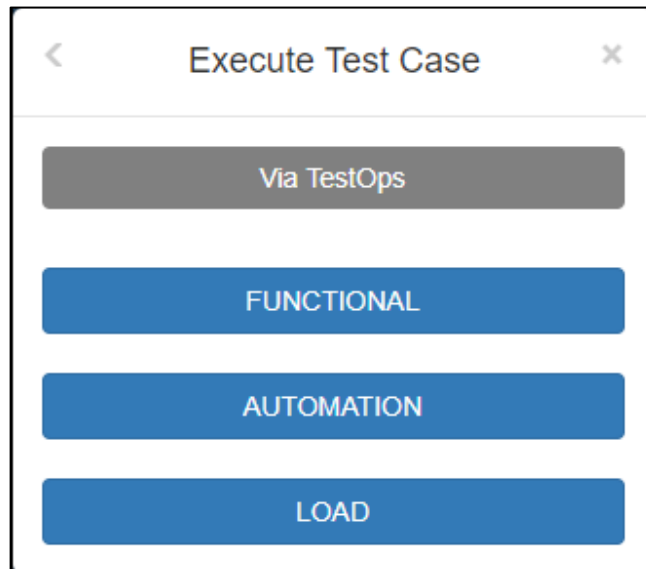 Execute Test Case
Via TestOps
FUNCTIONAL
AUTOMATION
LOAD